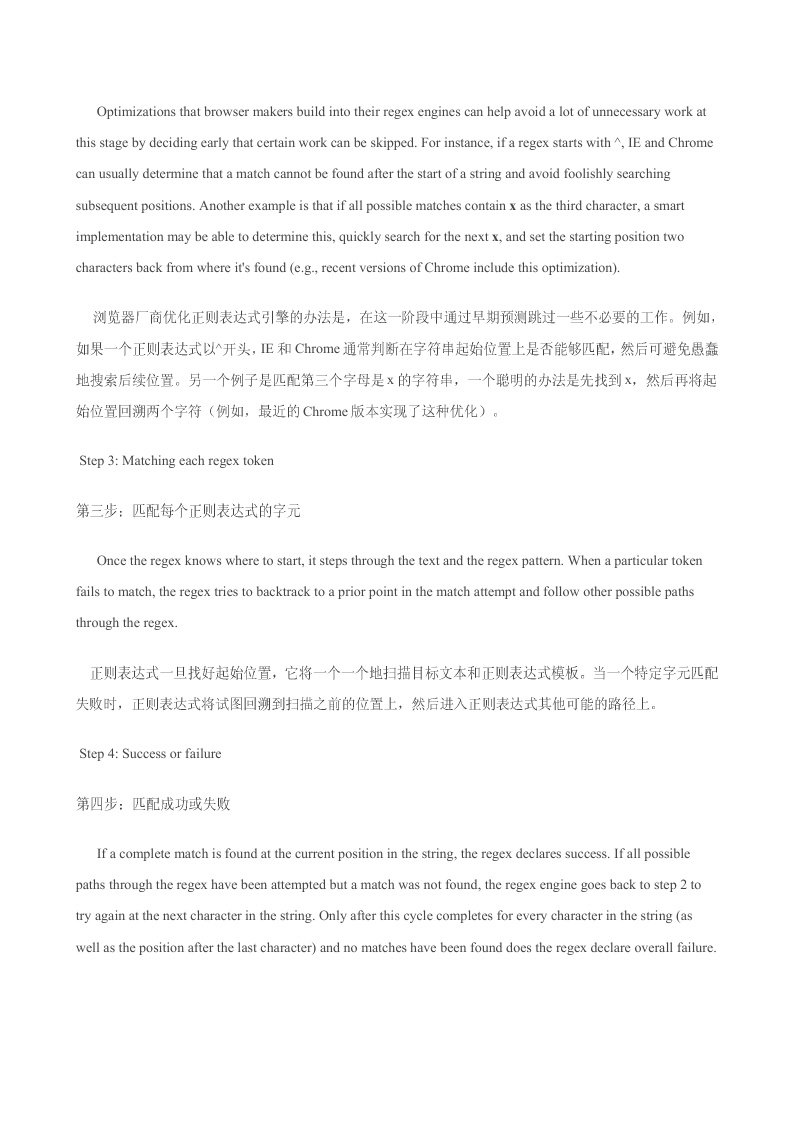 Optimizations that browser makers build into their regex engines can help avoid a lot of unnecessary work at
this stage by deciding early that certain work can be skipped. For instance, if a regex starts with ^, IE and Chrome
can usually determine that a match cannot be found after the start of a string and avoid foolishly searching
subsequent positions. Another example is that if all possible matches contain x as the third character, a smart
implementation may be able to determine this, quickly search for the next x, and set the starting position two
characters back from where it's found (e.g., recent versions of Chrome include this optimization).
浏览器厂商优化正则表达式引擎的办法是，在这一阶段中通过早期预测跳过一些不必要的工作。例如，
如果一个正则表达式以^开头，IE 和 Chrome 通常判断在字符串起始位置上是否能够匹配，然后可避免愚蠢
地搜索后续位置。另一个例子是匹配第三个字母是 x 的字符串，一个聪明的办法是先找到 x，然后再将起
始位置回溯两个字符（例如，最近的 Chrome 版本实现了这种优化）。
Step 3: Matching each regex token
第三步：匹配每个正则表达式的字元
Once the regex knows where to start, it steps through the text and the regex pattern. When a particular token
fails to match, the regex tries to backtrack to a prior point in the match attempt and follow other possible paths
through the regex.
正则表达式一旦找好起始位置，它将一个一个地扫描目标文本和正则表达式模板。当一个特定字元匹配
失败时，正则表达式将试图回溯到扫描之前的位置上，然后进入正则表达式其他可能的路径上。
Step 4: Success or failure
第四步：匹配成功或失败
If a complete match is found at the current position in the string, the regex declares success. If all possible
paths through the regex have been attempted but a match was not found, the regex engine goes back to step 2 to
try again at the next character in the string. Only after this cycle completes for every character in the string (as
well as the position after the last character) and no matches have been found does the regex declare overall failure.